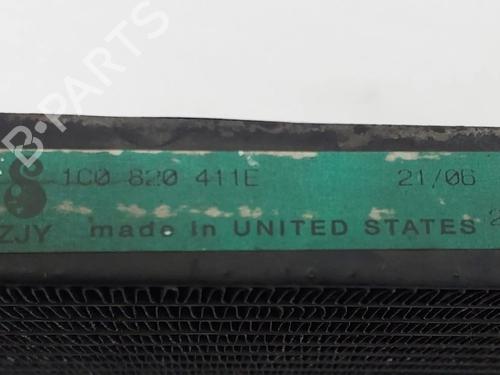 B-PARTS
1C0 820 411E 21/06
ZJY made in UNITED STATES